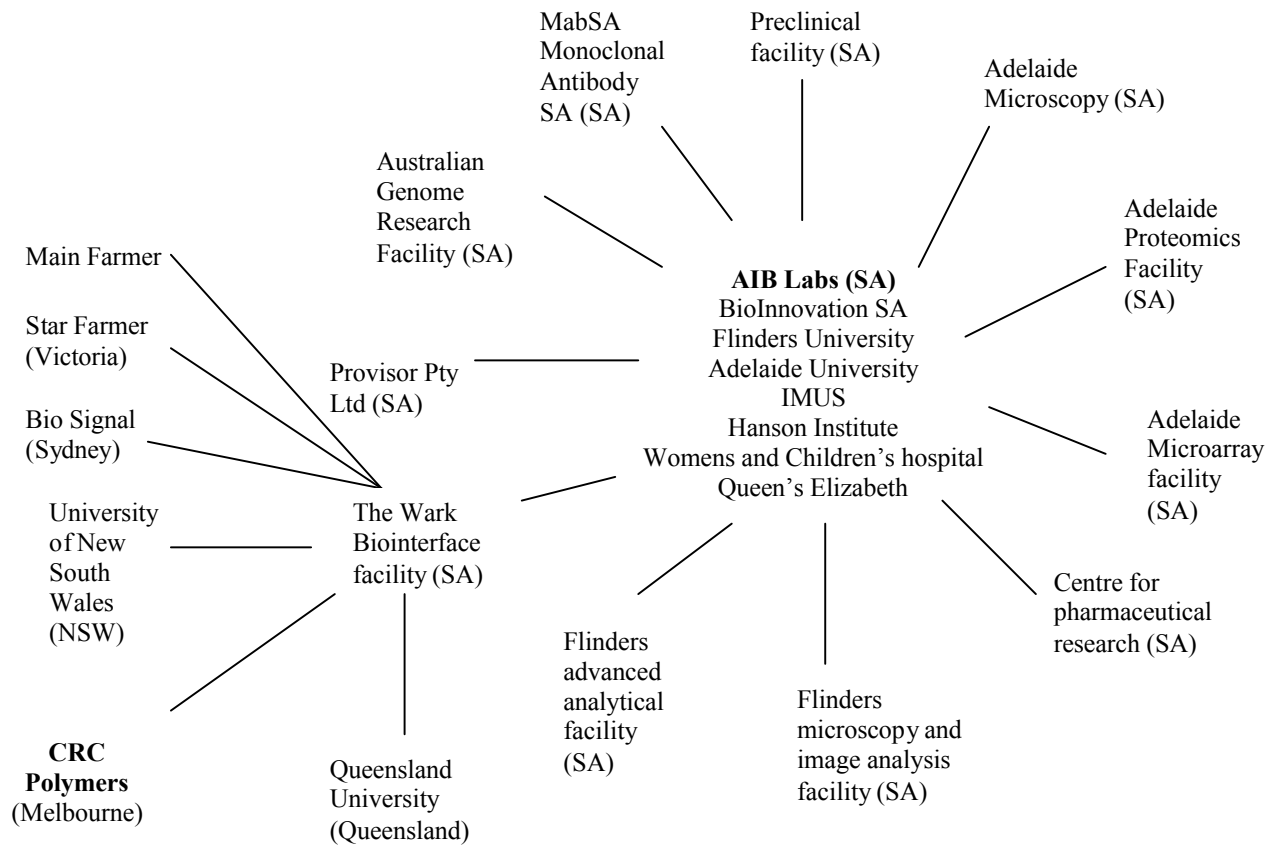 MabSA
Monoclonal
Antibody
SA (SA)
Preclinical
facility (SA)
Adelaide
Microscopy (SA)
Australian
Genome
Research
Facility (SA)
Adelaide
Proteomics
Facility
(SA)
Main Farmer
Star Farmer
(Victoria)
Bio Signal
(Sydney)
Provisor Pty
Ltd (SA)
AIB Labs (SA)
BioInnovation SA
Flinders University
Adelaide University
IMUS
Hanson Institute
Womens and Children’s hospital
Queen’s Elizabeth
Adelaide
Microarray
facility
(SA)
University
of New
South
Wales
(NSW)
The Wark
Biointerface
facility (SA)
Centre for
pharmaceutical
research (SA)
Flinders
advanced
analytical
facility
(SA)
Flinders
microscopy and
image analysis
facility (SA)
CRC
Polymers
(Melbourne)
Queensland
University
(Queensland)